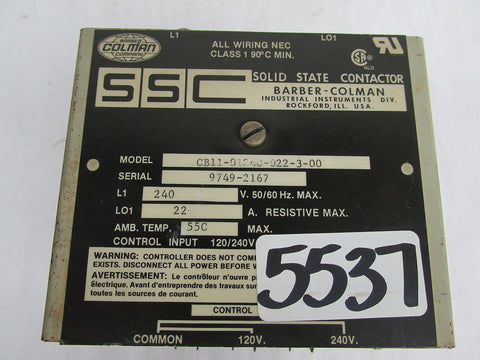 L1 LO1
BARBER
COLMAN
COMPANY
ALL WIRING NEC
CLASS 1 90°C MIN.
NLD
SSC SOLID STATE CONTACTOR
BARBER-COLMAN
INDUSTRIAL INSTRUMENTS DIV.
ROCKFORD, ILL. USA.
MODEL
SERIAL 9749-2167
L1 240 V. 50/60 Hz. MAX.
LO1 22 A. RESISTIVE MAX.
AMB. TEMP. 55C MAX.
CONTROL INPUT 120/240V
WARNING: CONTROLLER DOES NOT
EXISTS. DISCONNECT ALL POWER BEFORE
AVERTISSEMENT: Le contrôleur n'ouvre
électrique. Avant d'entreprendre des travaux
toutes les sources de courant.
5537
CONTROL
COMMON 120V. 240V.